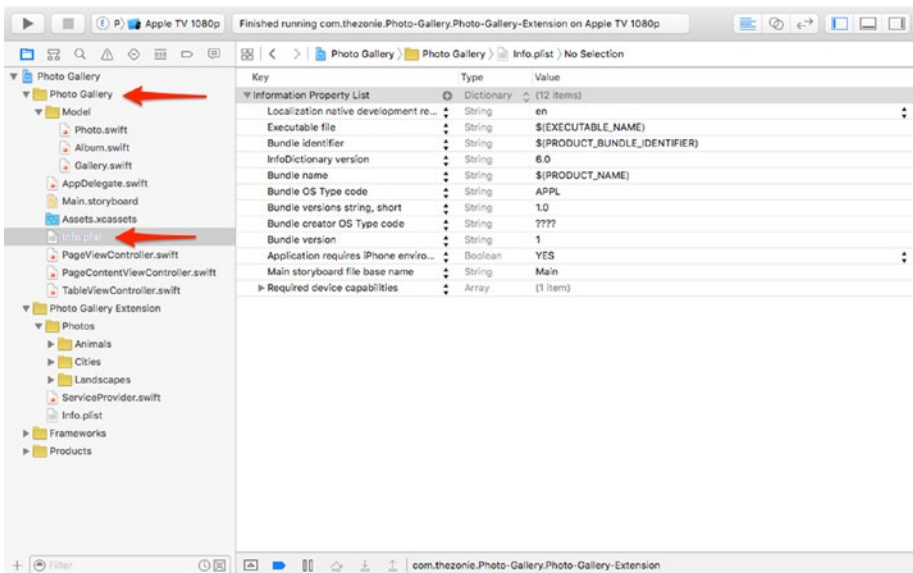 P) Apple TV 1080p
Finished running com.thezonie.Photo-Gallery.Photo-Gallery-Extension on Apple TV 1080p
Photo Gallery Photo Gallery Info.plist No Selection
Photo Gallery
Photo Gallery
Model
Photo.swift
Album.swift
Gallery.swift
AppDelegate.swift
Main.storyboard
Assets.xcassets
Info.plist
PageViewController.swift
PageContentViewController.swift
TableViewController.swift
Photo Gallery Extension
Photos
Animals
Cities
Landscapes
ServiceProvider.swift
Info.plist
Frameworks
Products
Filter
Key Type Value
Information Property List Dictionary (12 items)
Localization native development re... String en
Executable file String $(EXECUTABLE_NAME)
Bundle identifier String $(PRODUCT_BUNDLE_IDENTIFIER)
InfoDictionary version String 6.0
Bundle name String $(PRODUCT_NAME)
Bundle OS Type code String APPL
Bundle versions string, short String 1.0
Bundle creator OS Type code String ????
Bundle version String 1
Application requires iPhone enviro... Boolean YES
Main storyboard file base name String Main
Required device capabilities Array (1 item)
com.thezonie.Photo-Gallery.Photo-Gallery-Extension